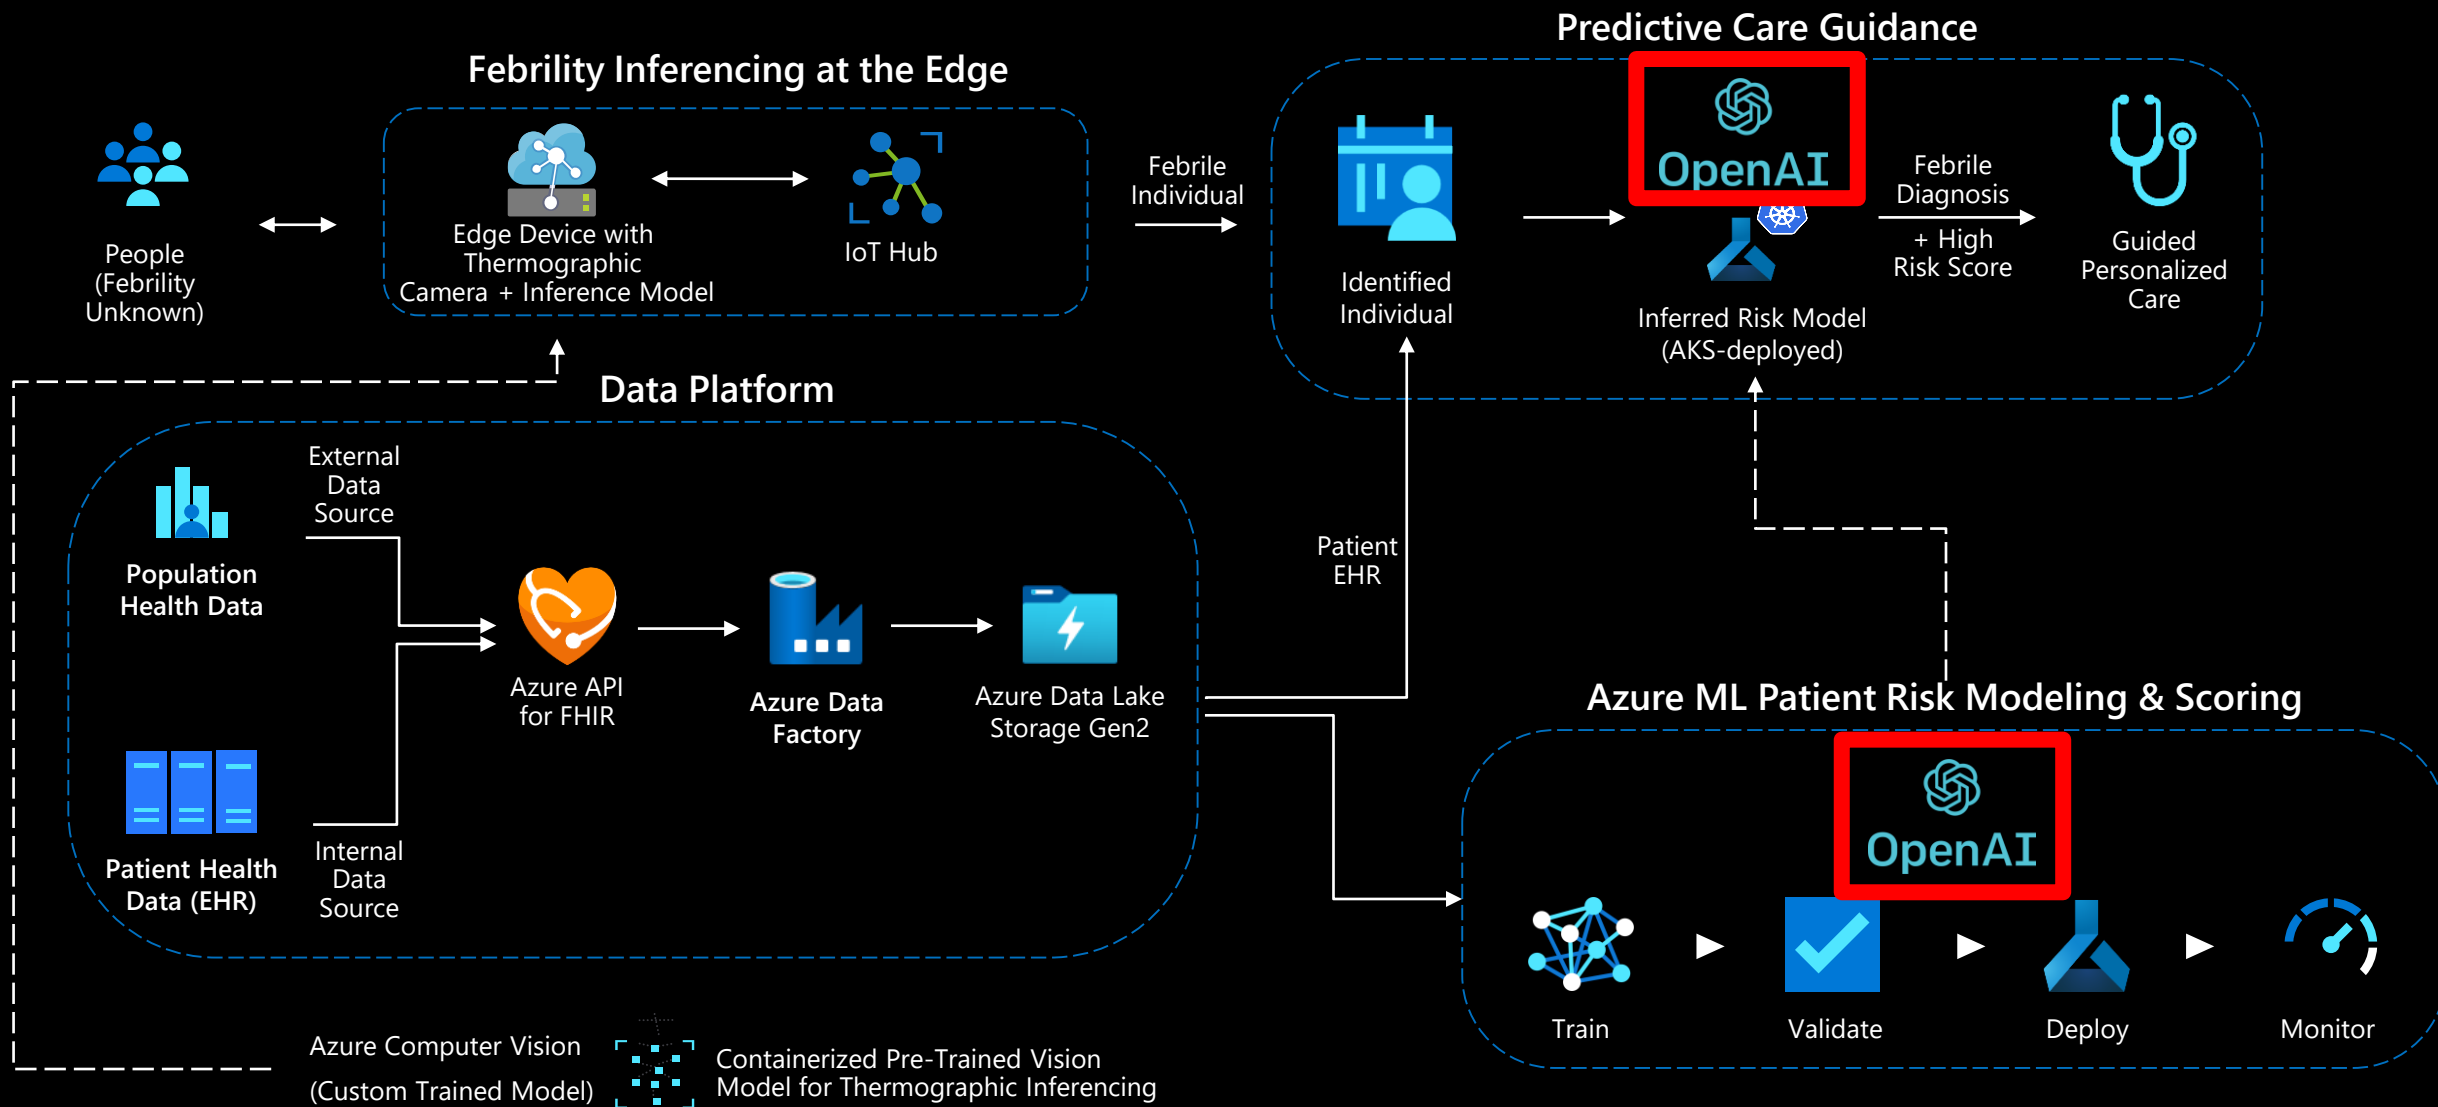 Predictive Care Guidance
Febrility Inferencing at the Edge
People
(Febrility
Unknown)
Edge Device with
Thermographic
Camera + Inference Model
IoT Hub
Febrile
Individual
Identified
Individual
OpenAI
Inferred Risk Model
(AKS-deployed)
Febrile
Diagnosis
+ High
Risk Score
Guided
Personalized
Care
Data Platform
External
Data
Source
Population
Health Data
Azure API
for FHIR
Azure Data
Factory
Azure Data Lake
Storage Gen2
Patient Health
Data (EHR)
Internal
Data
Source
Patient
EHR
Azure ML Patient Risk Modeling & Scoring
OpenAI
Train
Validate
Deploy
Monitor
Azure Computer Vision
(Custom Trained Model)
Containerized Pre-Trained Vision
Model for Thermographic Inferencing